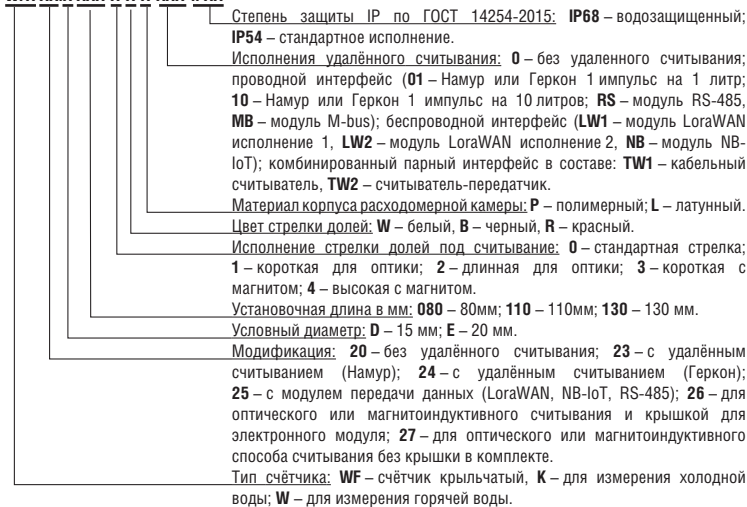 Степень защиты IP по ГОСТ 14254-2015: IP68 – водозащищенный;
IP54 – стандартное исполнение.
Исполнения удалённого считывания: 0 – без удаленного считывания;
проводной интерфейс (01 – Намур или Геркон 1 импульс на 1 литр;
10 – Намур или Геркон 1 импульс на 10 литров; RS – модуль RS-485,
MB – модуль M-bus); беспроводной интерфейс (LW1 – модуль LoraWAN
исполнение 1, LW2 – модуль LoraWAN исполнение 2, NB – модуль NB-
IoT); комбинированный парный интерфейс в составе: TW1 – кабельный
считыватель, TW2 – считыватель-передатчик.
Материал корпуса расходомерной камеры: P – полимерный; L – латунный.
Цвет стрелки долей: W – белый, B – черный, R – красный.
Исполнение стрелки долей под считывание: 0 – стандартная стрелка;
1 – короткая для оптики; 2 – длинная для оптики; 3 – короткая с
магнитом; 4 – высокая с магнитом.
Установочная длина в мм: 080 – 80мм; 110 – 110мм; 130 – 130 мм.
Условный диаметр: D – 15 мм; E – 20 мм.
Модификация: 20 – без удалённого считывания; 23 – с удалённым
считыванием (Намур); 24 – с удалённым считыванием (Геркон);
25 – с модулем передачи данных (LoraWAN, NB-IoT, RS-485); 26 – для
оптического или магнитоиндуктивного считывания и крышкой для
электронного модуля; 27 – для оптического или магнитоиндуктивного
способа считывания без крышки в комплекте.
Тип счётчика: WF – счётчик крыльчатый, K – для измерения холодной
воды; W – для измерения горячей воды.